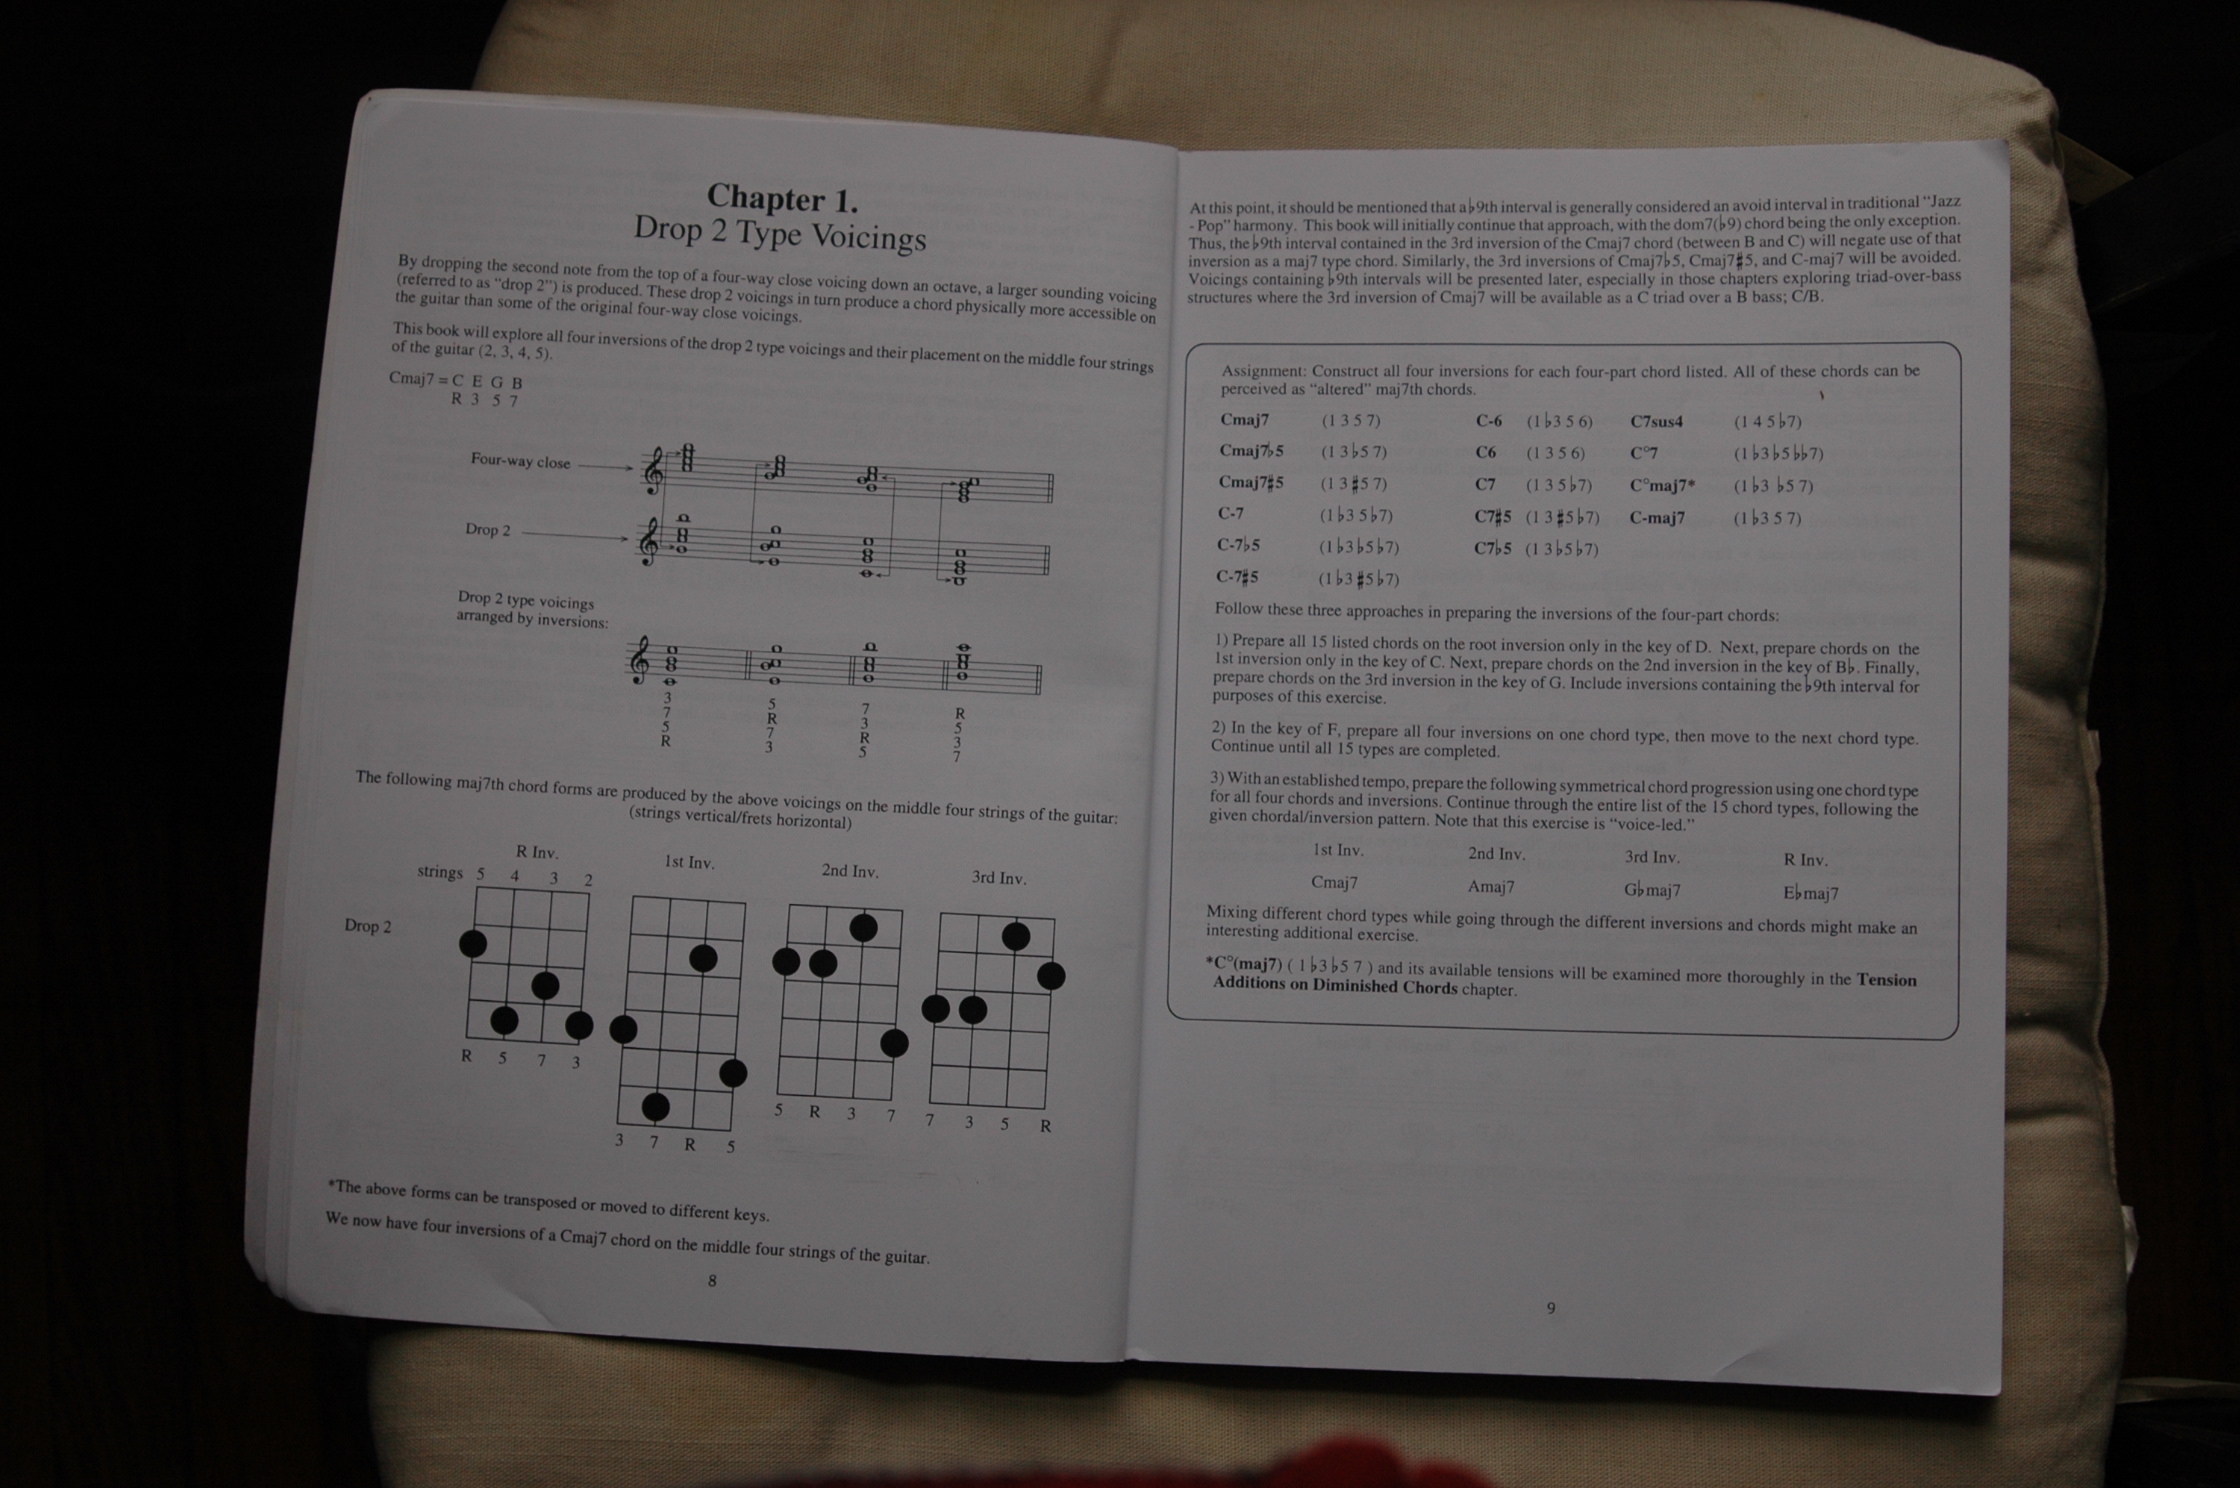 Chapter 1.
Drop 2 Type Voicings
By dropping the second note from the top of a four-way close voicing down an octave, a larger sounding voicing
(referred to as “drop 2”) is produced. These drop 2 voicings in turn produce a chord physically more accessible on
the guitar than some of the original four-way close voicings.
This book will explore all four inversions of the drop 2 type voicings and their placement on the middle four strings
of the guitar (2, 3, 4, 5).
Cmaj7 = C E G B
R 3 5 7
Four-way close
Drop 2
Drop 2 type voicings
arranged by inversions:
3 5 7 R
7 R 3 5
5 7 R 3
R 3 5 7
The following maj7th chord forms are produced by the above voicings on the middle four strings of the guitar:
(strings vertical/frets horizontal)
R Inv. 1st Inv. 2nd Inv. 3rd Inv.
strings 5 4 3 2
Drop 2
R 5 7 3
3 7 R 5
5 R 3 7
7 3 5 R
*The above forms can be transposed or moved to different keys.
We now have four inversions of a Cmaj7 chord on the middle four strings of the guitar.
8
At this point, it should be mentioned that a ♭9th interval is generally considered an avoid interval in traditional “Jazz
- Pop” harmony. This book will initially continue that approach, with the dom7(♭9) chord being the only exception.
Thus, the ♭9th interval contained in the 3rd inversion of the Cmaj7 chord (between B and C) will negate use of that
inversion as a maj7 type chord. Similarly, the 3rd inversions of Cmaj7♭5, Cmaj7♯5, and C-maj7 will be avoided.
Voicings containing ♭9th intervals will be presented later, especially in those chapters exploring triad-over-bass
structures where the 3rd inversion of Cmaj7 will be available as a C triad over a B bass; C/B.
Assignment: Construct all four inversions for each four-part chord listed. All of these chords can be
perceived as “altered” maj7th chords.
Cmaj7 (1 3 5 7) C-6 (1 ♭3 5 6) C7sus4 (1 4 5 ♭7)
Cmaj7♭5 (1 3 ♭5 7) C6 (1 3 5 6) C°7 (1 ♭3 ♭5 ♭♭7)
Cmaj7♯5 (1 3 ♯5 7) C7 (1 3 5 ♭7) C°maj7* (1 ♭3 ♭5 7)
C-7 (1 ♭3 5 ♭7) C7♯5 (1 3 ♯5 ♭7) C-maj7 (1 ♭3 5 7)
C-7♭5 (1 ♭3 ♭5 ♭7) C7♭5 (1 3 ♭5 ♭7)
C-7♯5 (1 ♭3 ♯5 ♭7)
Follow these three approaches in preparing the inversions of the four-part chords:
1) Prepare all 15 listed chords on the root inversion only in the key of D. Next, prepare chords on the
1st inversion only in the key of C. Next, prepare chords on the 2nd inversion in the key of B♭. Finally,
prepare chords on the 3rd inversion in the key of G. Include inversions containing the ♭9th interval for
purposes of this exercise.
2) In the key of F, prepare all four inversions on one chord type, then move to the next chord type.
Continue until all 15 types are completed.
3) With an established tempo, prepare the following symmetrical chord progression using one chord type
for all four chords and inversions. Continue through the entire list of the 15 chord types, following the
given chordal/inversion pattern. Note that this exercise is “voice-led.”
1st Inv. 2nd Inv. 3rd Inv. R Inv.
Cmaj7 Amaj7 G♭maj7 E♭maj7
Mixing different chord types while going through the different inversions and chords might make an
interesting additional exercise.
*C°(maj7) ( 1 ♭3 ♭5 7 ) and its available tensions will be examined more thoroughly in the Tension
Additions on Diminished Chords chapter.
9